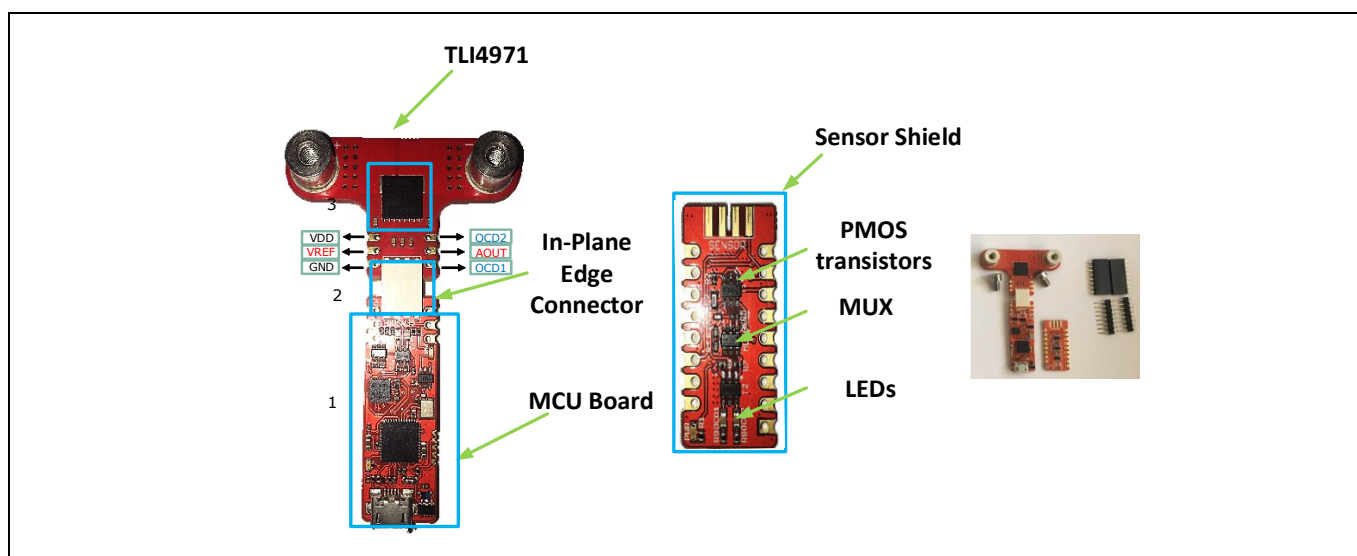 TLI4971
+
−
3
VDD
VREF
GND
OCD2
AOUT
OCD1
2
In-Plane
Edge
Connector
1
MCU Board
Sensor Shield
SENSOR
PMOS
transistors
MUX
LEDs